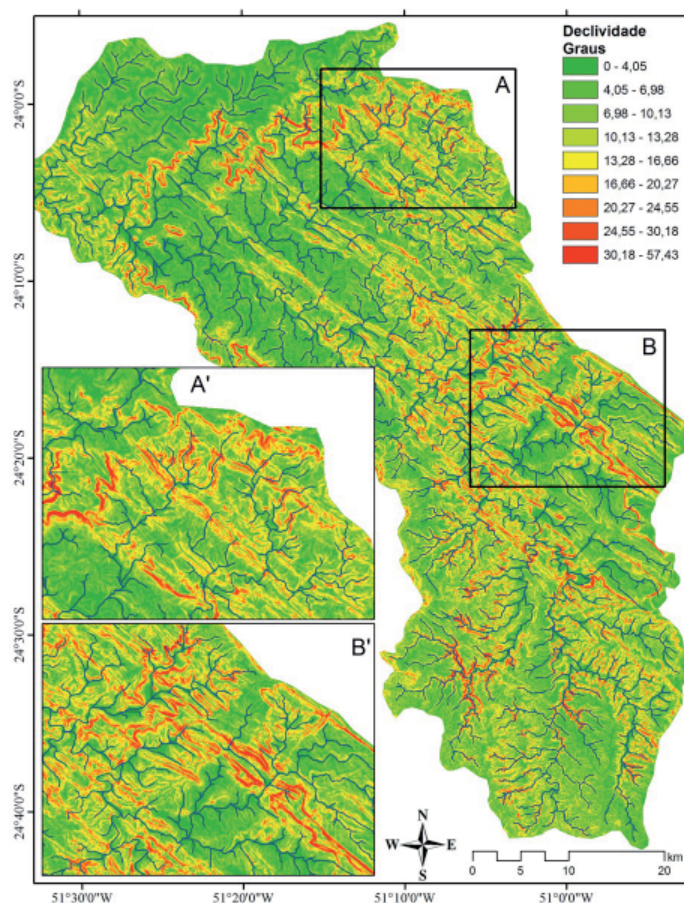 Declividade
Graus
0 - 4,05
4,05 - 6,98
6,98 - 10,13
10,13 - 13,28
13,28 - 16,66
16,66 - 20,27
20,27 - 24,55
24,55 - 30,18
30,18 - 57,43
A
B
A'
B'
24°0'0"S
24°10'0"S
24°20'0"S
24°30'0"S
24°40'0"S
N
W
E
S
0
5
10
20
km
51°30'0"W
51°20'0"W
51°10'0"W
51°0'0"W